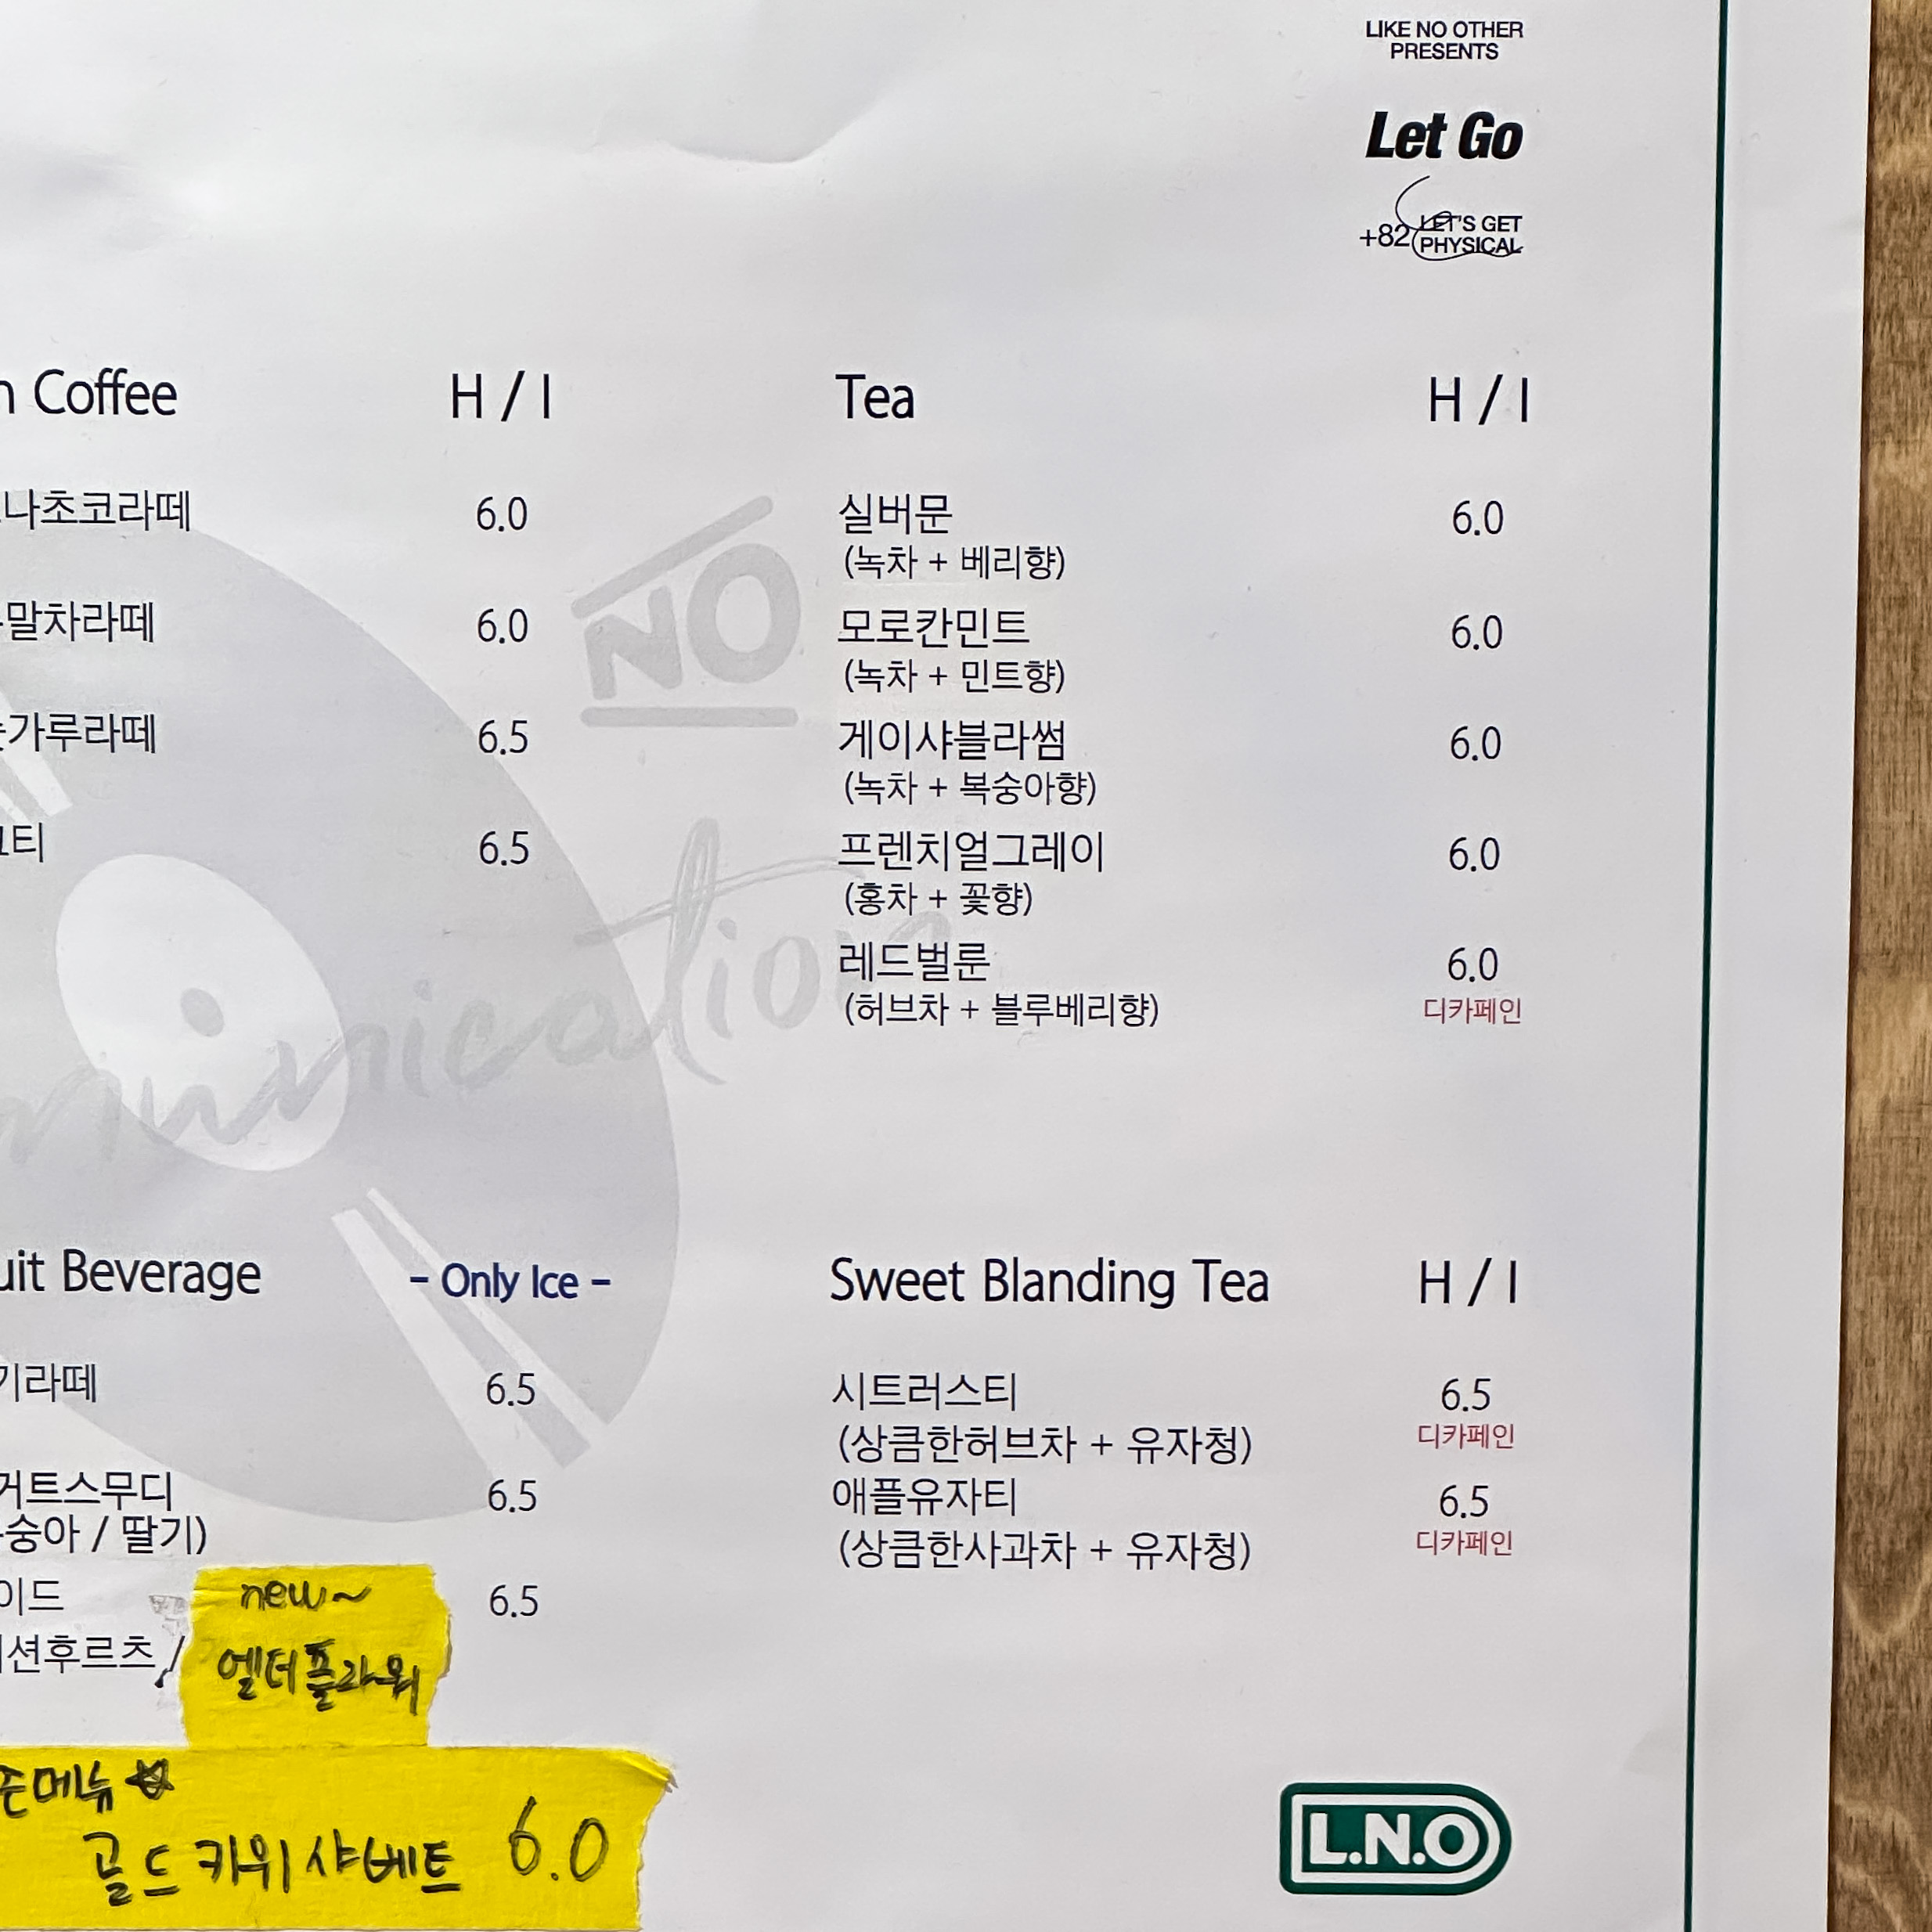 LIKE NO OTHER
PRESENTS
Let Go
+82 LET'S GET
PHYSICAL
Coffee H / I
나초코라떼 6.0
말차라떼 6.0
가루라떼 6.5
티 6.5
Tea H / I
실버문 6.0
(녹차 + 베리향)
모로칸민트 6.0
(녹차 + 민트향)
게이샤블라썸 6.0
(녹차 + 복숭아향)
프렌치얼그레이 6.0
(홍차 + 꽃향)
레드벌룬 6.0
(허브차 + 블루베리향) 디카페인
NO
munication
uit Beverage - Only Ice -
기라떼 6.5
거트스무디 6.5
숭아 / 딸기)
이드 6.5
션후르츠 /
new~
엘더플라워
즌메뉴
골드 키위 샤베트 6.0
Sweet Blanding Tea H / I
시트러스티 6.5
(상큼한허브차 + 유자청) 디카페인
애플유자티 6.5
(상큼한사과차 + 유자청) 디카페인
L.N.O